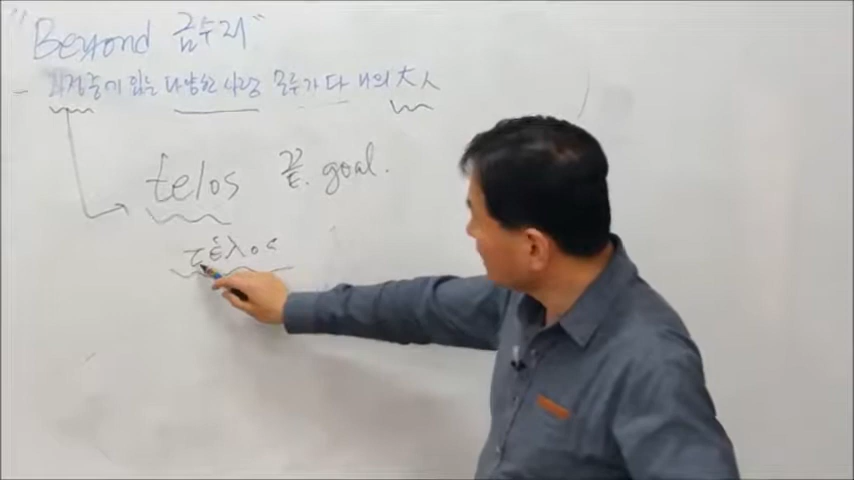 "Beyond 금수저"
- 과정중에 있는 다양한 사람 모두가 다 나의 大人
telos 끝. goal.
τέλος